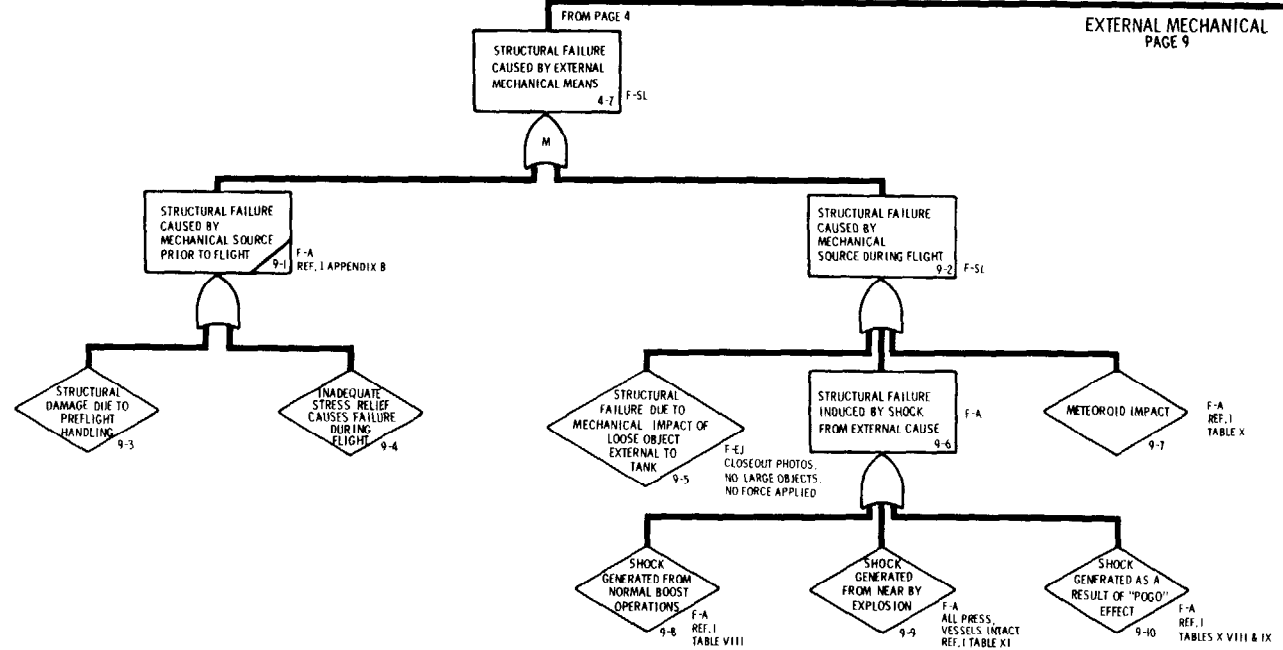 FROM PAGE 4
EXTERNAL MECHANICAL
PAGE 9
STRUCTURAL FAILURE
CAUSED BY EXTERNAL
MECHANICAL MEANS
4-7
F-SL
M
STRUCTURAL FAILURE
CAUSED BY
MECHANICAL SOURCE
PRIOR TO FLIGHT
9-1
F-A
REF. I APPENDIX B
STRUCTURAL FAILURE
CAUSED BY
MECHANICAL
SOURCE DURING FLIGHT
9-2
F-SL
STRUCTURAL
DAMAGE DUE TO
PREFLIGHT
HANDLING
9-3
INADEQUATE
STRESS RELIEF
CAUSES FAILURE
DURING
FLIGHT
9-4
STRUCTURAL
FAILURE DUE TO
MECHANICAL IMPACT OF
LOOSE OBJECT
EXTERNAL TO
TANK
9-5
F-EJ
CLOSEOUT PHOTOS.
NO LARGE OBJECTS.
NO FORCE APPLIED
STRUCTURAL FAILURE
INDUCED BY SHOCK
FROM EXTERNAL CAUSE
9-6
F-A
METEOROID IMPACT
9-7
F-A
REF. I
TABLE X
SHOCK
GENERATED FROM
NORMAL BOOST
OPERATIONS
9-8
F-A
REF. I
TABLE VIII
SHOCK
GENERATED
FROM NEAR BY
EXPLOSION
9-9
F-A
ALL PRESS.
VESSELS INTACT
REF. I TABLE XI
SHOCK
GENERATED AS A
RESULT OF "POGO"
EFFECT
9-10
F-A
REF. I
TABLES X VIII & IX